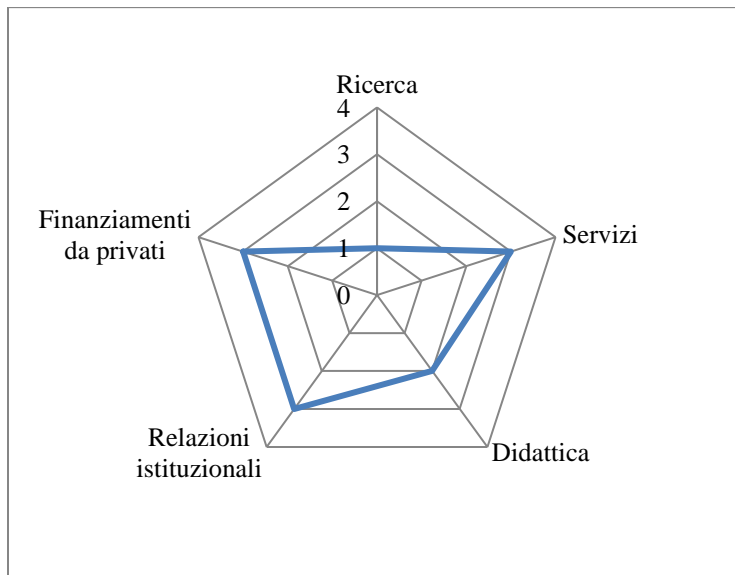 Ricerca
4
3
2
1
0
Servizi
Didattica
Relazioni
istituzionali
Finanziamenti
da privati